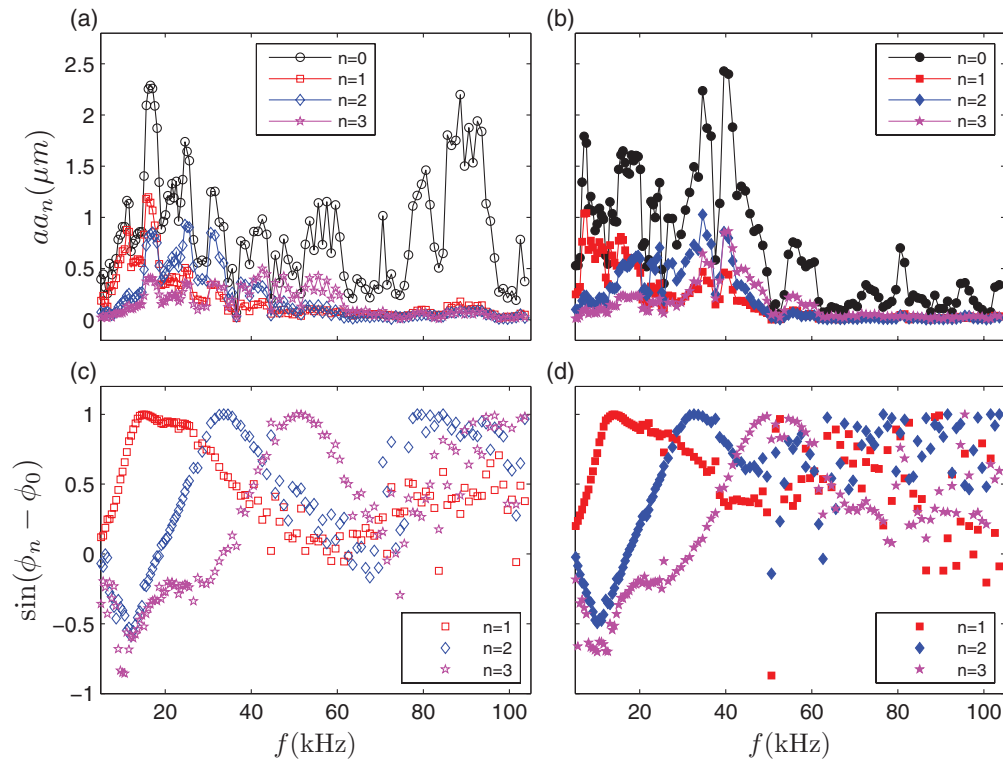 (a)
(b)
2.5
2
1.5
1
0.5
0
aa_n(μm)
n=0
n=1
n=2
n=3
n=0
n=1
n=2
n=3
(c)
(d)
1
0.5
0
−0.5
−1
sin(ϕ_n − ϕ_0)
n=1
n=2
n=3
n=1
n=2
n=3
20 40 60 80 100
20 40 60 80 100
f(kHz)
f(kHz)